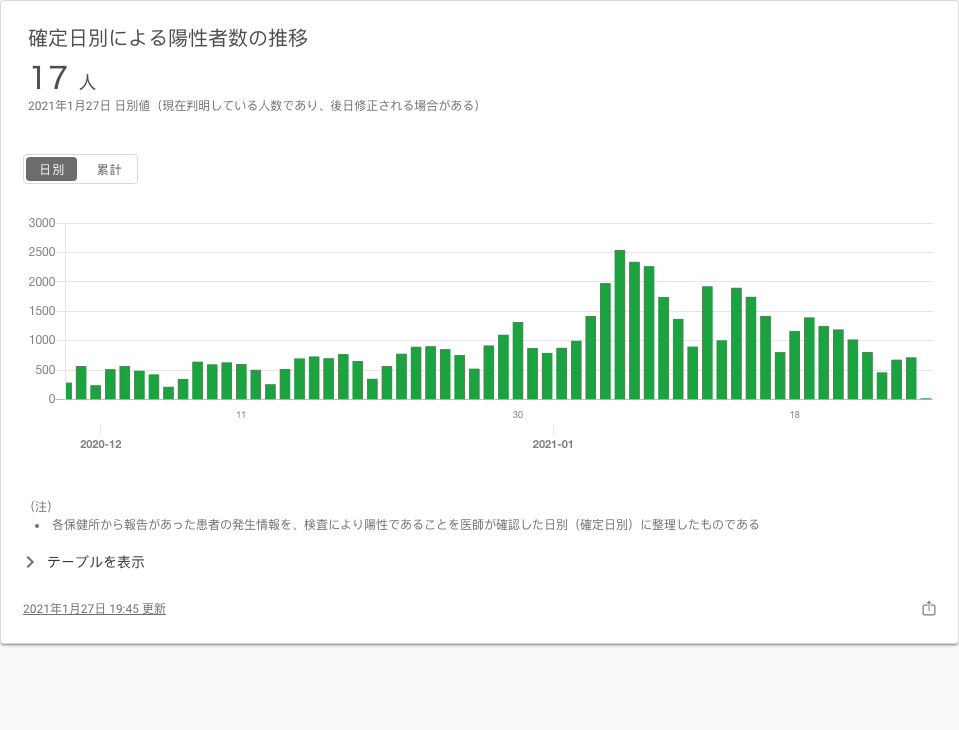 確定日別による陽性者数の推移
17 人
2021年1月27日 日別値（現在判明している人数であり、後日修正される場合がある）
日別 累計
3000
2500
2000
1500
1000
500
0
11 30 18
2020-12 2021-01
（注）
• 各保健所から報告があった患者の発生情報を、検査により陽性であることを医師が確認した日別（確定日別）に整理したものである
テーブルを表示
2021年1月27日 19:45 更新